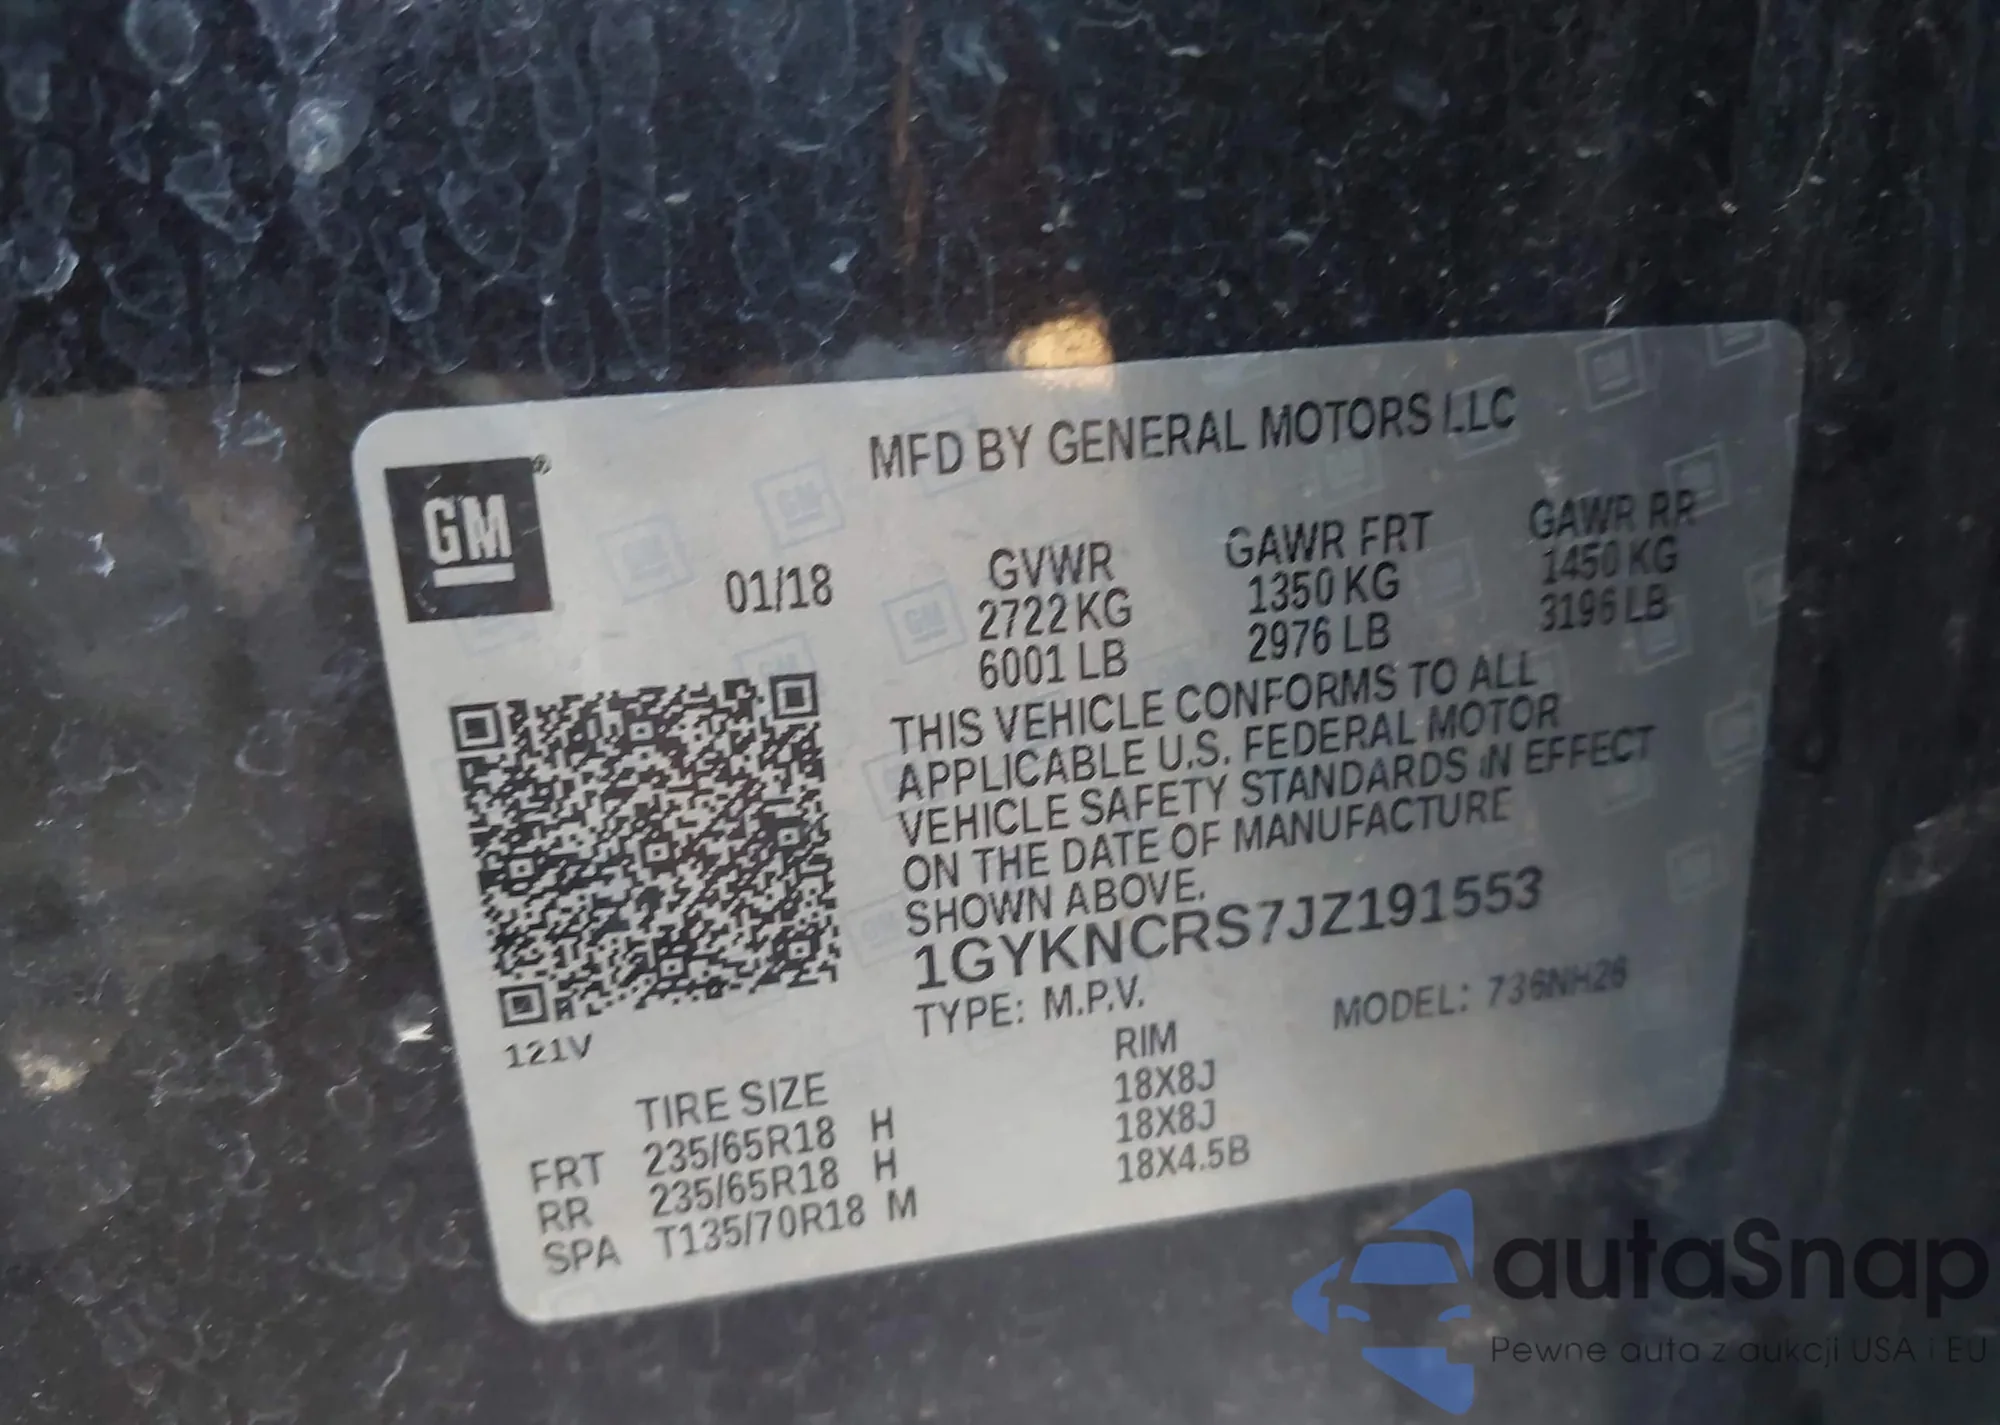 MFD BY GENERAL MOTORS LLC
GM®
01/18
GVWR GAWR FRT GAWR RR
2722 KG 1350 KG 1450 KG
6001 LB 2976 LB 3196 LB
THIS VEHICLE CONFORMS TO ALL
APPLICABLE U.S. FEDERAL MOTOR
VEHICLE SAFETY STANDARDS IN EFFECT
ON THE DATE OF MANUFACTURE
SHOWN ABOVE.
1GYKNCRS7JZ191553
TYPE: M.P.V. MODEL: 736NH26
121V
TIRE SIZE RIM
FRT 235/65R18 H 18X8J
RR 235/65R18 H 18X8J
SPA T135/70R18 M 18X4.5B
autaSnap
Pewne auta z aukcji USA i EU